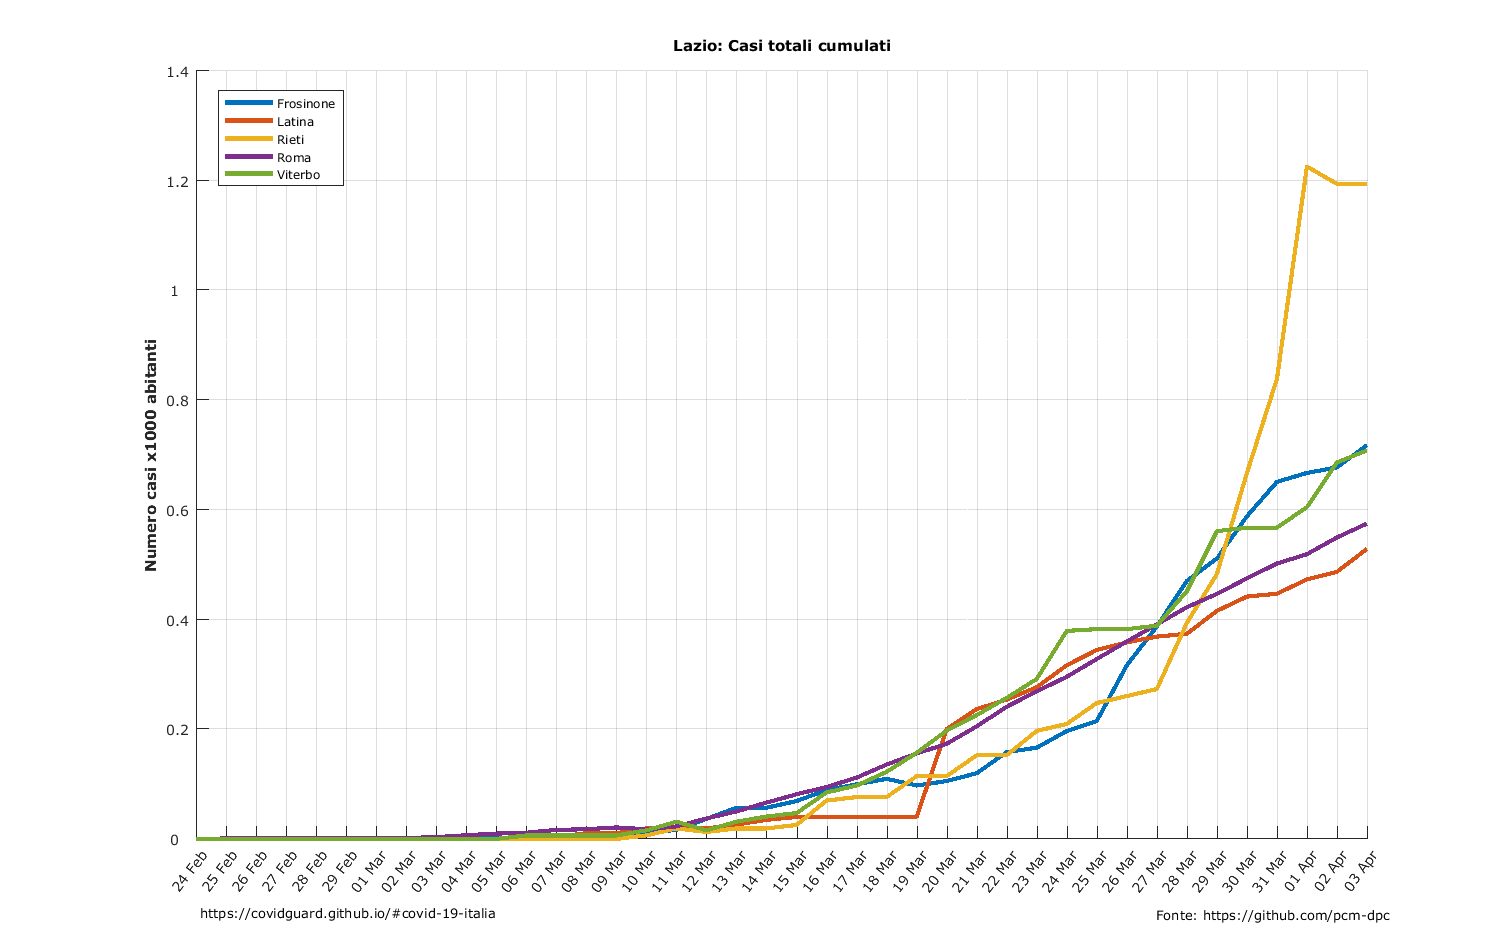 Lazio: Casi totali cumulati
1.4
1.2
1
0.8
0.6
0.4
0.2
0
Numero casi x1000 abitanti
Frosinone
Latina
Rieti
Roma
Viterbo
24 Feb
25 Feb
26 Feb
27 Feb
28 Feb
29 Feb
01 Mar
02 Mar
03 Mar
04 Mar
05 Mar
06 Mar
07 Mar
08 Mar
09 Mar
10 Mar
11 Mar
12 Mar
13 Mar
14 Mar
15 Mar
16 Mar
17 Mar
18 Mar
19 Mar
20 Mar
21 Mar
22 Mar
23 Mar
24 Mar
25 Mar
26 Mar
27 Mar
28 Mar
29 Mar
30 Mar
31 Mar
01 Apr
02 Apr
03 Apr
https://covidguard.github.io/#covid-19-italia
Fonte: https://github.com/pcm-dpc